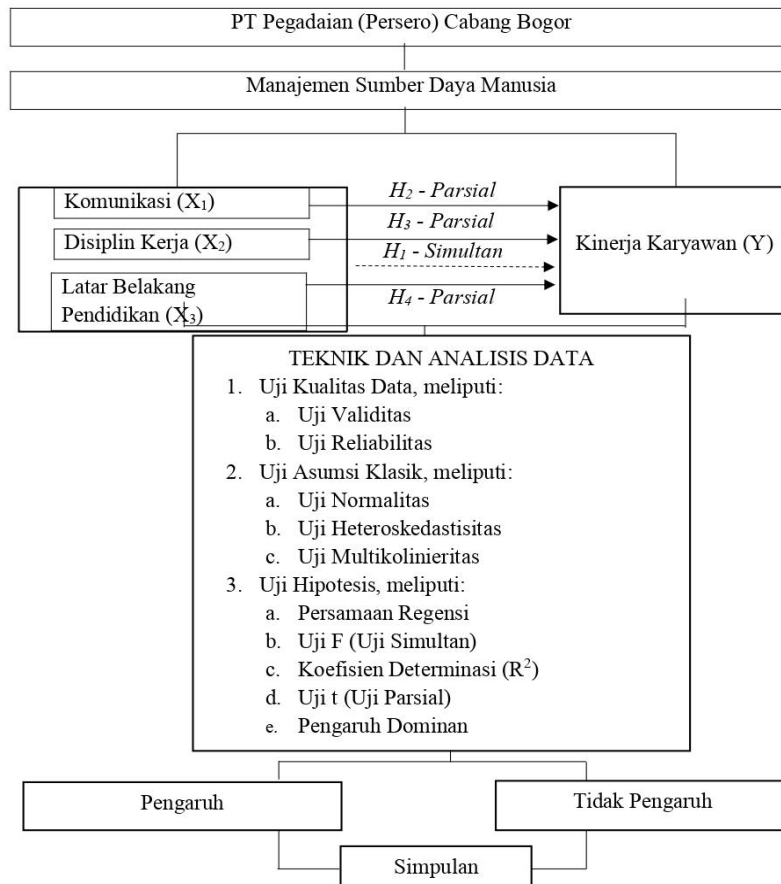 PT Pegadaian (Persero) Cabang Bogor
Manajemen Sumber Daya Manusia
Komunikasi (X₁)
Disiplin Kerja (X₂)
Latar Belakang
Pendidikan (X₃)
H₂ - Parsial
H₃ - Parsial
H₁ - Simultan
H₄ - Parsial
Kinerja Karyawan (Y)
TEKNIK DAN ANALISIS DATA
1. Uji Kualitas Data, meliputi:
a. Uji Validitas
b. Uji Reliabilitas
2. Uji Asumsi Klasik, meliputi:
a. Uji Normalitas
b. Uji Heteroskedastisitas
c. Uji Multikolinieritas
3. Uji Hipotesis, meliputi:
a. Persamaan Regensi
b. Uji F (Uji Simultan)
c. Koefisien Determinasi (R²)
d. Uji t (Uji Parsial)
e. Pengaruh Dominan
Pengaruh
Tidak Pengaruh
Simpulan